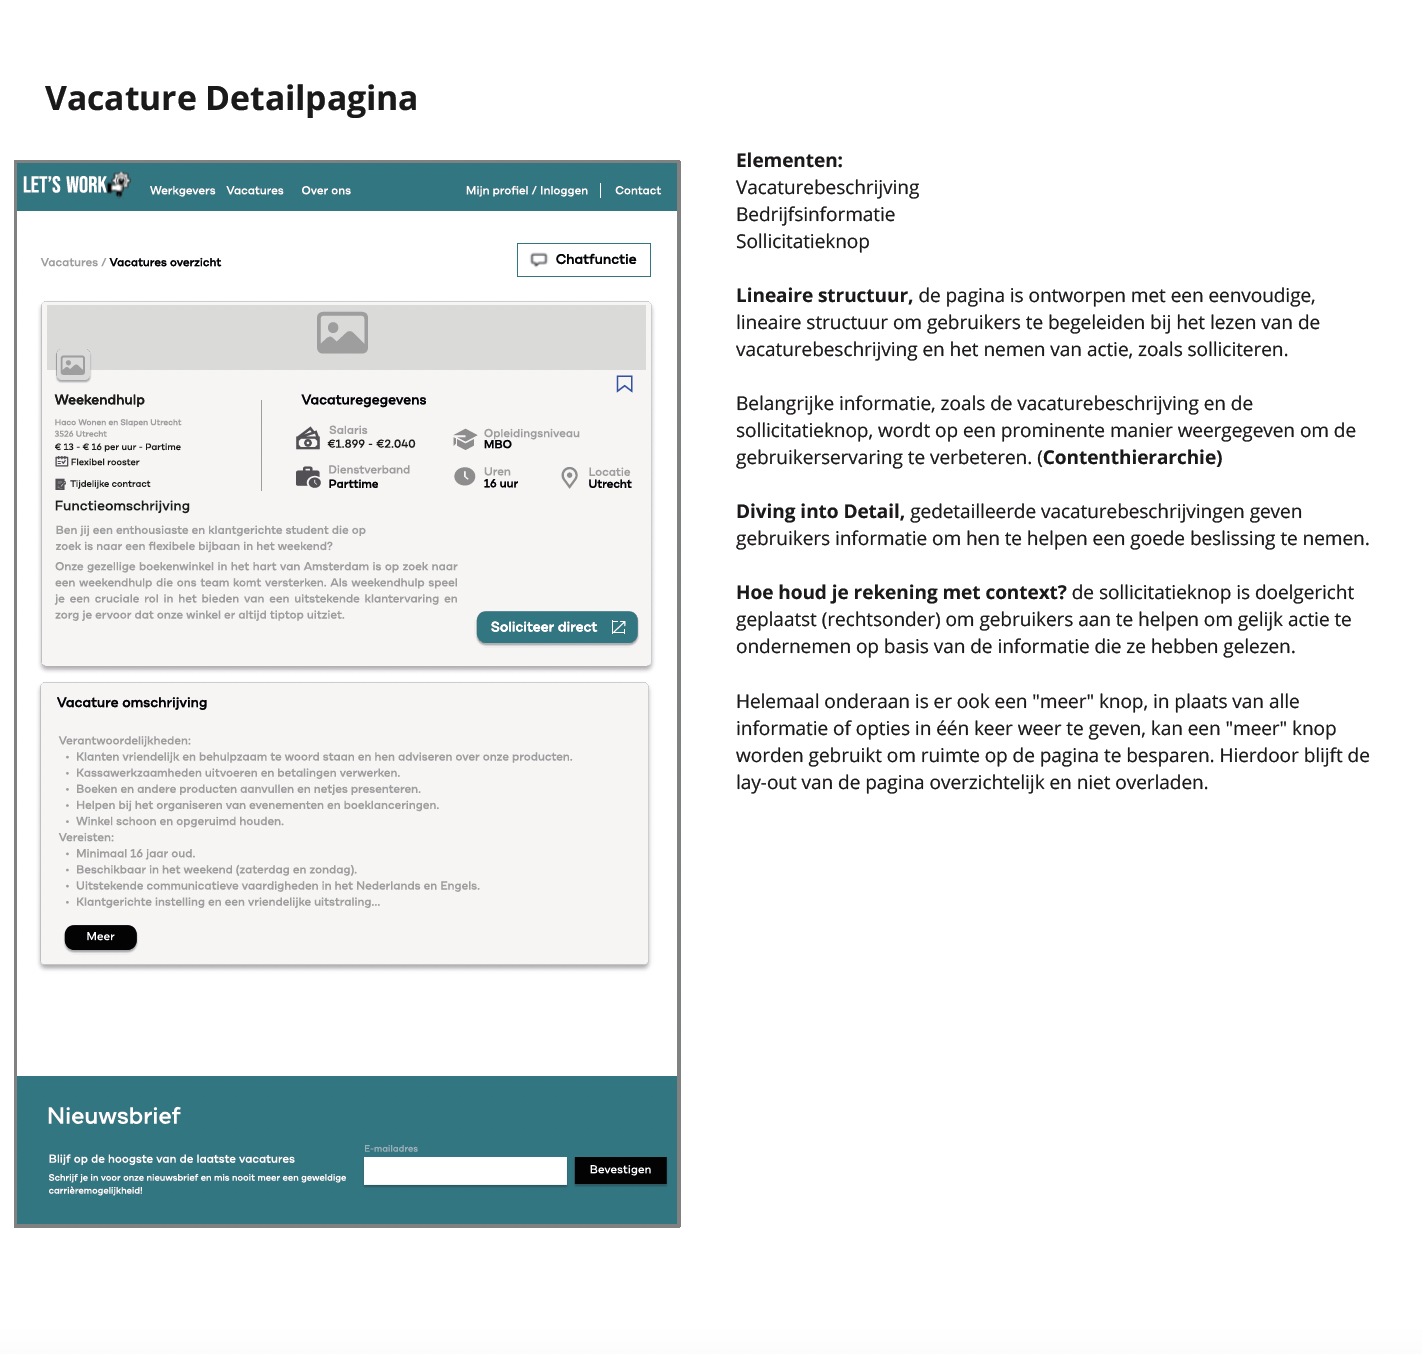 Vacature Detailpagina
LET'S WORK
Werkgevers Vacatures Over ons
Mijn profiel / Inloggen Contact
Vacatures / Vacatures overzicht
Chatfunctie
Weekendhulp
Haco Wonen en Slapen Utrecht
3526 Utrecht
€ 13 - € 16 per uur - Partime
Flexibel rooster
Tijdelijke contract
Vacaturegegevens
Salaris
€1.899 - €2.040
Opleidingsniveau
MBO
Dienstverband
Parttime
Uren
16 uur
Locatie
Utrecht
Functieomschrijving
Ben jij een enthousiaste en klantgerichte student die op
zoek is naar een flexibele bijbaan in het weekend?
Onze gezellige boekenwinkel in het hart van Amsterdam is op zoek naar
een weekendhulp die ons team komt versterken. Als weekendhulp speel
je een cruciale rol in het bieden van een uitstekende klantervaring en
zorg je ervoor dat onze winkel er altijd tiptop uitziet.
Soliciteer direct
Vacature omschrijving
Verantwoordelijkheden:
• Klanten vriendelijk en behulpzaam te woord staan en hen adviseren over onze producten.
• Kassawerkzaamheden uitvoeren en betalingen verwerken.
• Boeken en andere producten aanvullen en netjes presenteren.
• Helpen bij het organiseren van evenementen en boeklanceringen.
• Winkel schoon en opgeruimd houden.
Vereisten:
• Minimaal 16 jaar oud.
• Beschikbaar in het weekend (zaterdag en zondag).
• Uitstekende communicatieve vaardigheden in het Nederlands en Engels.
• Klantgerichte instelling en een vriendelijke uitstraling...
Meer
Nieuwsbrief
Blijf op de hoogste van de laatste vacatures
Schrijf je in voor onze nieuwsbrief en mis nooit meer een geweldige
carrièremogelijkheid!
E-mailadres
Bevestigen
Elementen:
Vacaturebeschrijving
Bedrijfsinformatie
Sollicitatieknop
Lineaire structuur, de pagina is ontworpen met een eenvoudige,
lineaire structuur om gebruikers te begeleiden bij het lezen van de
vacaturebeschrijving en het nemen van actie, zoals solliciteren.
Belangrijke informatie, zoals de vacaturebeschrijving en de
sollicitatieknop, wordt op een prominente manier weergegeven om de
gebruikerservaring te verbeteren. (Contenthierarchie)
Diving into Detail, gedetailleerde vacaturebeschrijvingen geven
gebruikers informatie om hen te helpen een goede beslissing te nemen.
Hoe houd je rekening met context? de sollicitatieknop is doelgericht
geplaatst (rechtsonder) om gebruikers aan te helpen om gelijk actie te
ondernemen op basis van de informatie die ze hebben gelezen.
Helemaal onderaan is er ook een "meer" knop, in plaats van alle
informatie of opties in één keer weer te geven, kan een "meer" knop
worden gebruikt om ruimte op de pagina te besparen. Hierdoor blijft de
lay-out van de pagina overzichtelijk en niet overladen.